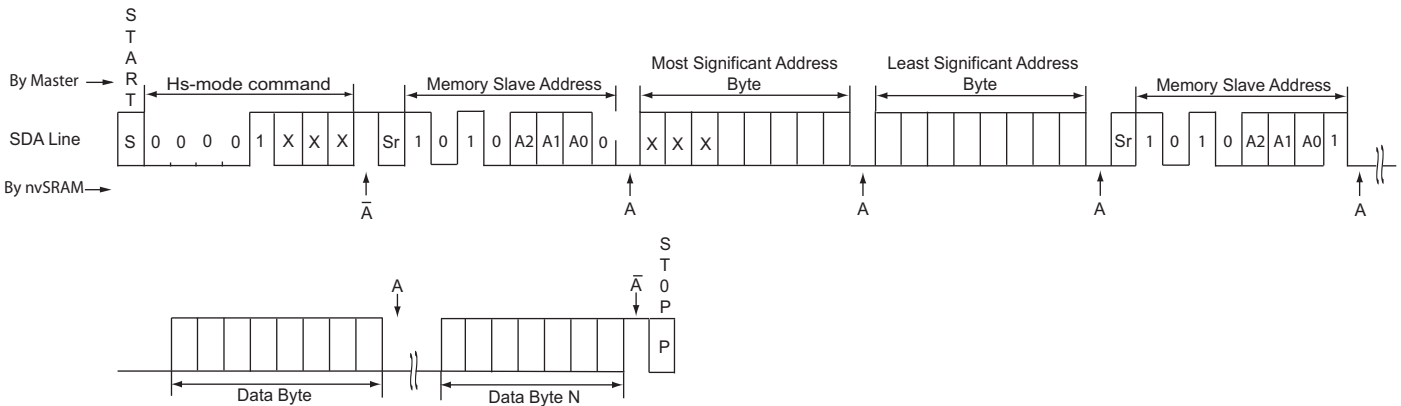 START
By Master
Hs-mode command
Memory Slave Address
Most Significant Address
Byte
Least Significant Address
Byte
Memory Slave Address
SDA Line
S 0 0 0 0 1 X X X Sr 1 0 1 0 A2 A1 A0 0 X X X Sr 1 0 1 0 A2 A1 A0 1
By nvSRAM
A̅ A A A A
ST0P
A A̅
P
Data Byte
Data Byte N